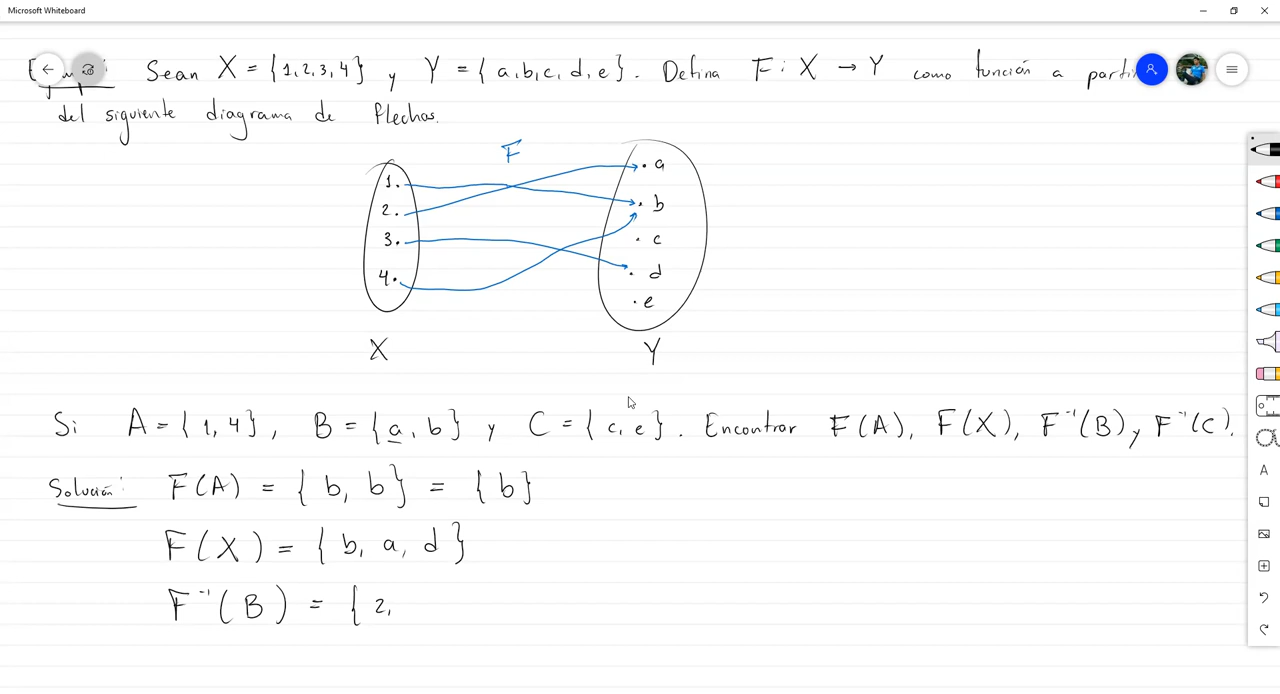 Microsoft Whiteboard
Sean X = {1,2,3,4} y Y = {a,b,c,d,e}. Defina F: X → Y como función a
del siguiente diagrama de flechas.
F
1.
2.
3.
4.
. a
. b
. c
. d
. e
X
Y
Si A = {1,4}, B = {a,b} y C = {c,e}. Encontrar F(A), F(X), F⁻¹(B) y F⁻¹(C).
Solución: F(A) = {b, b} = {b}
F(X) = {b, a, d}
F⁻¹(B) = {2,
A